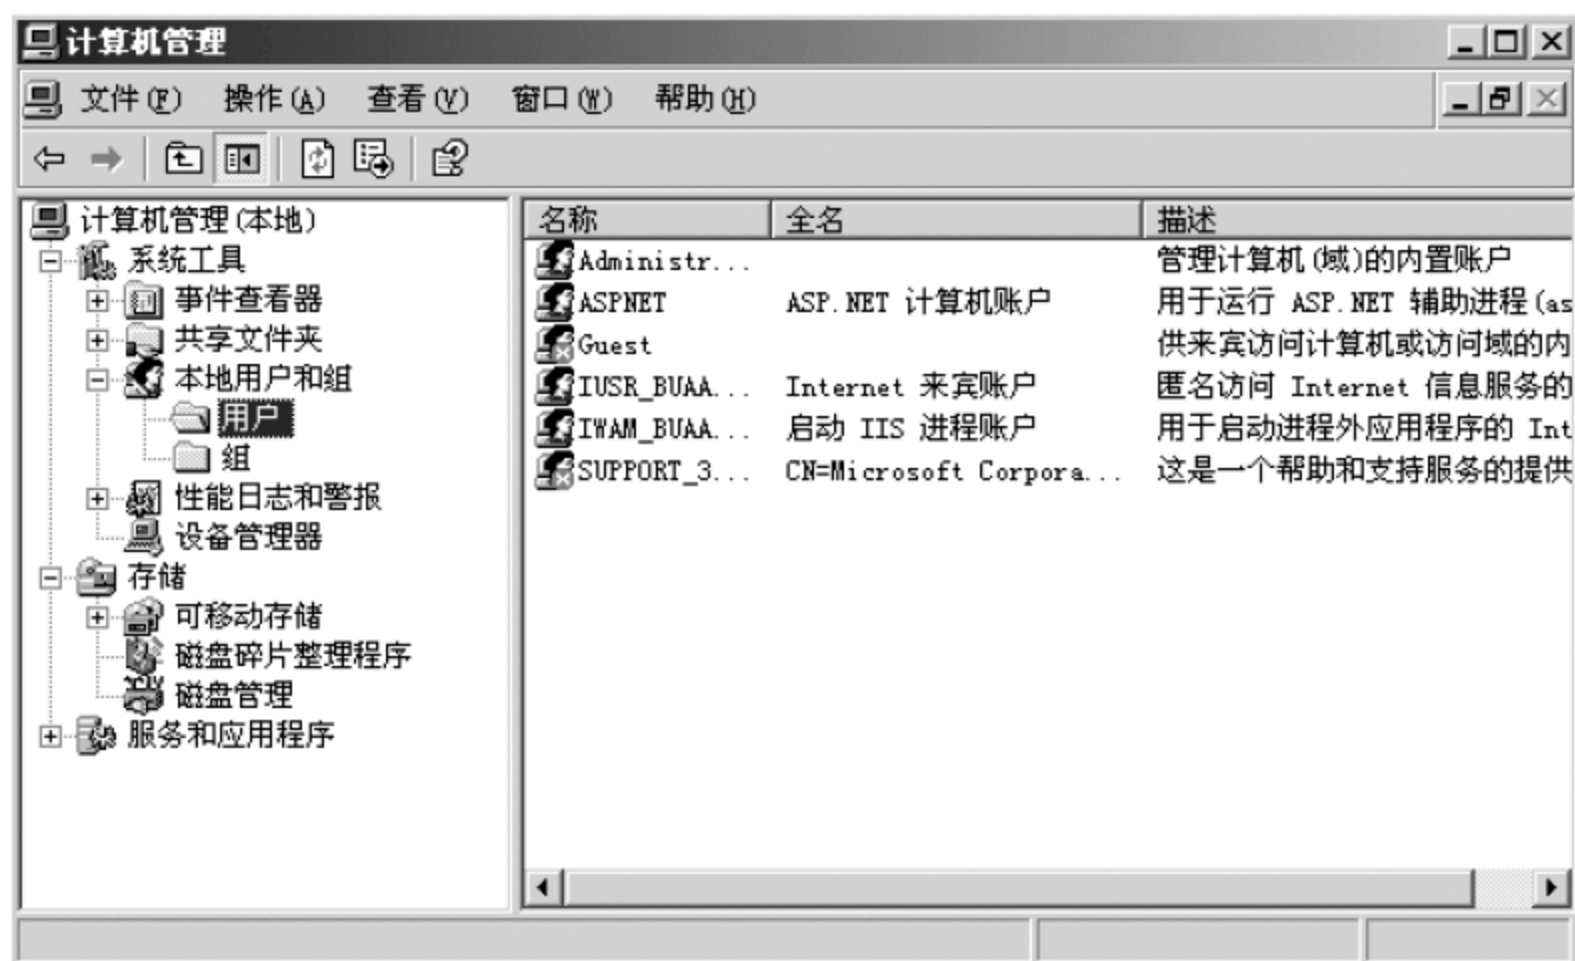 计算机管理
文件(F) 操作(A) 查看(V) 窗口(W) 帮助(H)
计算机管理(本地)
系统工具
事件查看器
共享文件夹
本地用户和组
用户
组
性能日志和警报
设备管理器
存储
可移动存储
磁盘碎片整理程序
磁盘管理
服务和应用程序
名称 全名 描述
Administr... 管理计算机(域)的内置账户
ASPNET ASP.NET 计算机账户 用于运行 ASP.NET 辅助进程(as
Guest 供来宾访问计算机或访问域的内
IUSR_BUAA... Internet 来宾账户 匿名访问 Internet 信息服务的
IWAM_BUAA... 启动 IIS 进程账户 用于启动进程外应用程序的 Int
SUPPORT_3... CN=Microsoft Corpora... 这是一个帮助和支持服务的提供